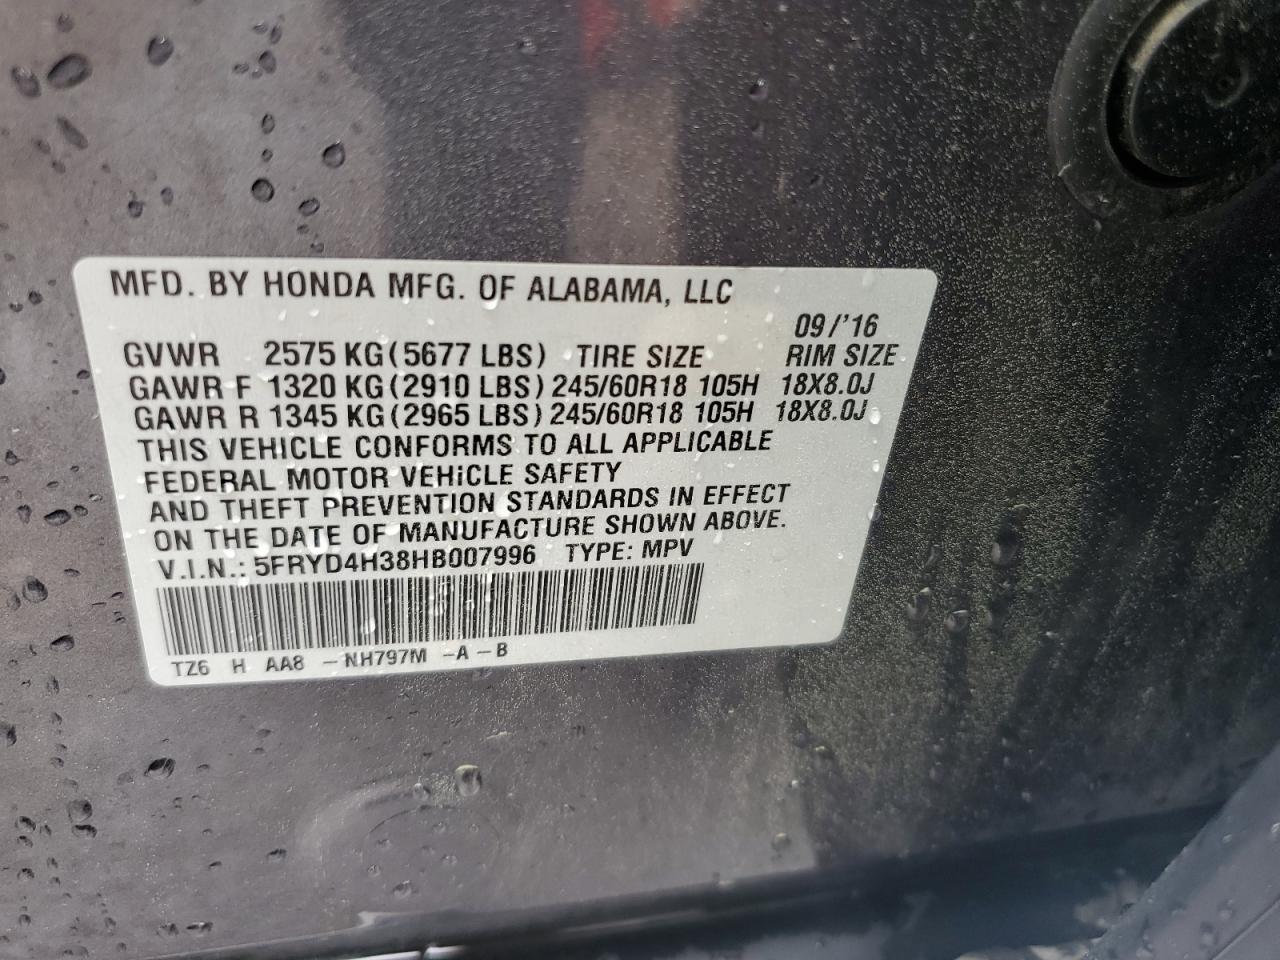 MFD. BY HONDA MFG. OF ALABAMA, LLC
09/'16
GVWR 2575 KG(5677 LBS) TIRE SIZE RIM SIZE
GAWR F 1320 KG(2910 LBS) 245/60R18 105H 18X8.0J
GAWR R 1345 KG(2965 LBS) 245/60R18 105H 18X8.0J
THIS VEHICLE CONFORMS TO ALL APPLICABLE
FEDERAL MOTOR VEHICLE SAFETY
AND THEFT PREVENTION STANDARDS IN EFFECT
ON THE DATE OF MANUFACTURE SHOWN ABOVE.
V.I.N.: 5FRYD4H38HB007996 TYPE: MPV
TZ6 H AA8 -NH797M -A-B